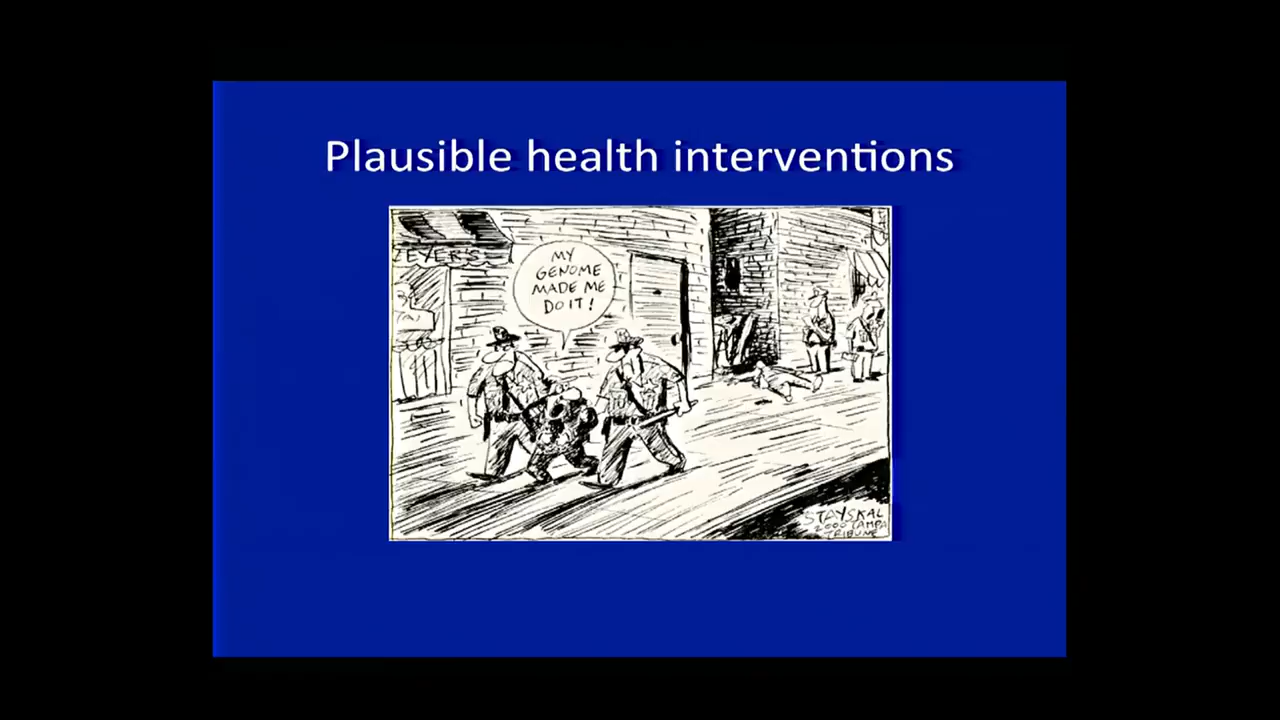 Plausible health interventions
MY
GENOME
MADE ME
DO IT!
STAYSKAL
2000 TAMPA
TRIBUNE